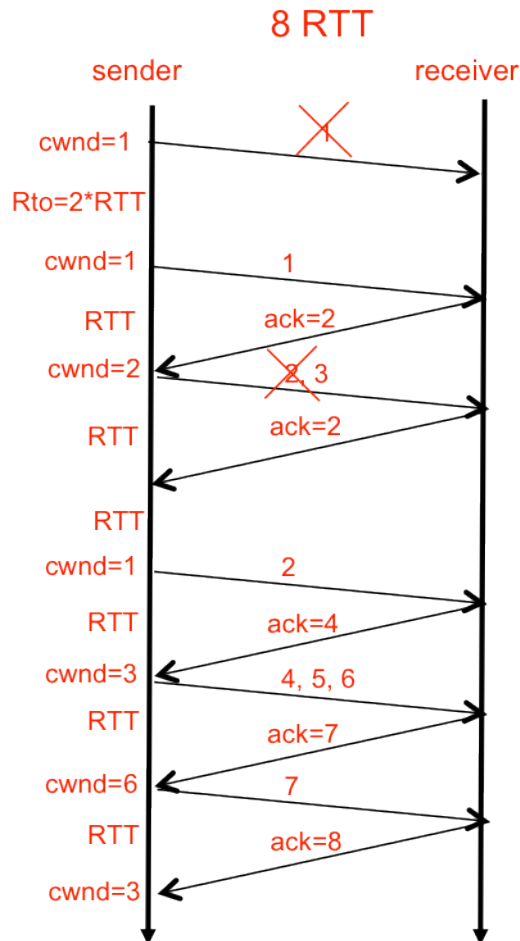 8 RTT
sender receiver
1
cwnd=1
Rto=2*RTT
cwnd=1
1
RTT
ack=2
cwnd=2
2, 3
RTT
ack=2
RTT
cwnd=1
2
RTT
ack=4
cwnd=3
4, 5, 6
RTT
ack=7
cwnd=6
7
RTT
ack=8
cwnd=3